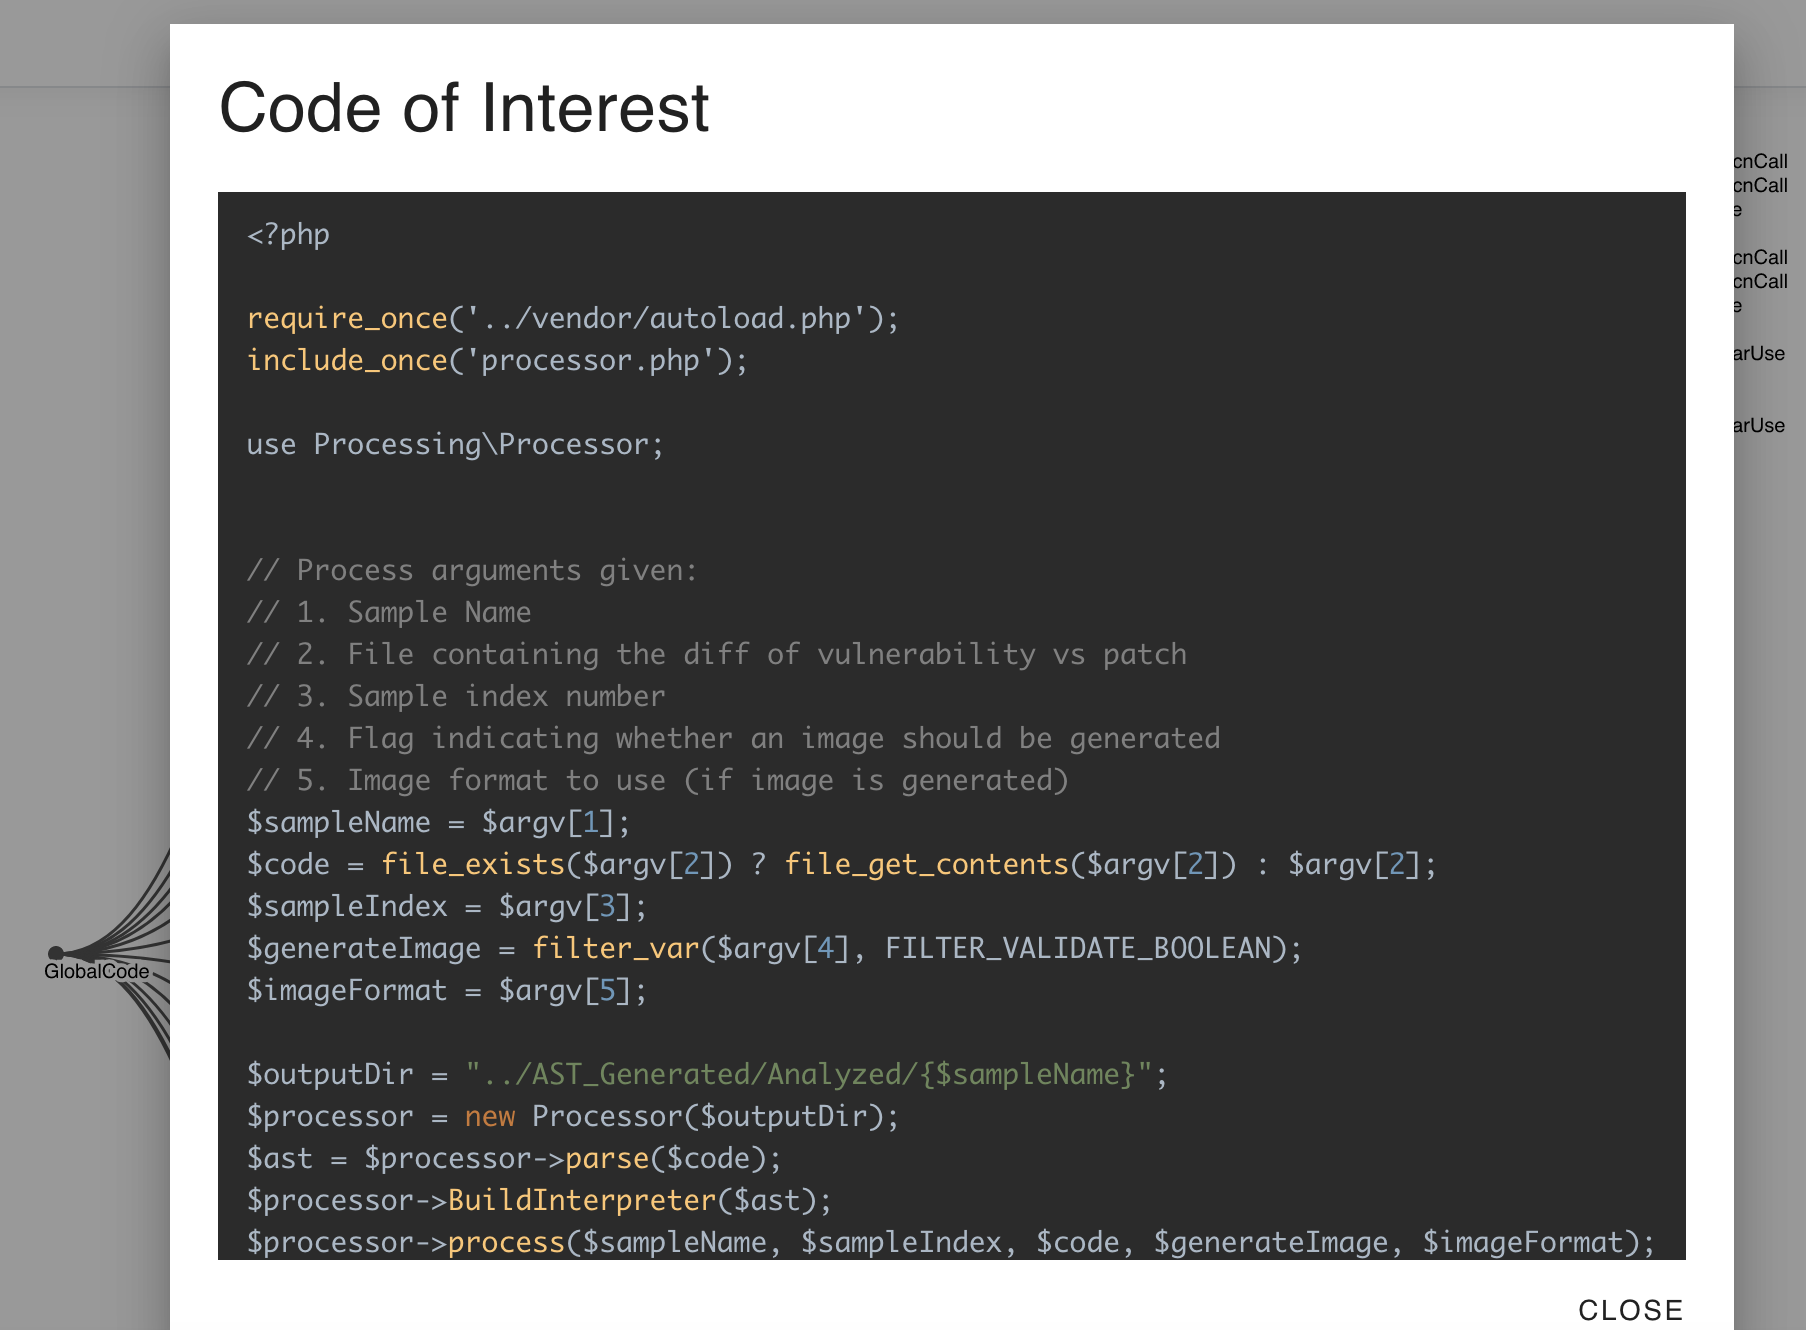 Code of Interest
<?php
require_once('../vendor/autoload.php');
include_once('processor.php');
use Processing\Processor;
// Process arguments given:
// 1. Sample Name
// 2. File containing the diff of vulnerability vs patch
// 3. Sample index number
// 4. Flag indicating whether an image should be generated
// 5. Image format to use (if image is generated)
$sampleName = $argv[1];
$code = file_exists($argv[2]) ? file_get_contents($argv[2]) : $argv[2];
$sampleIndex = $argv[3];
$generateImage = filter_var($argv[4], FILTER_VALIDATE_BOOLEAN);
$imageFormat = $argv[5];
$outputDir = "../AST_Generated/Analyzed/{$sampleName}";
$processor = new Processor($outputDir);
$ast = $processor->parse($code);
$processor->BuildInterpreter($ast);
$processor->process($sampleName, $sampleIndex, $code, $generateImage, $imageFormat);
CLOSE
GlobalCode
cnCall
cnCall
e
cnCall
cnCall
e
arUse
arUse